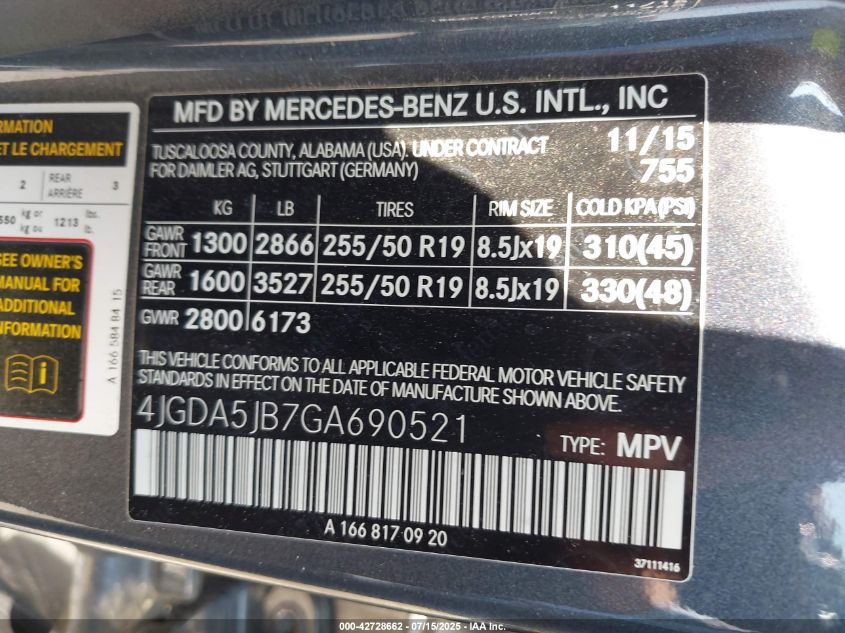 MFD BY MERCEDES-BENZ U.S. INTL., INC
TUSCALOOSA COUNTY, ALABAMA (USA). UNDER CONTRACT 11/15
FOR DAIMLER AG, STUTTGART (GERMANY) 755
KG LB TIRES RIM SIZE COLD KPA(PSI)
GAWR FRONT 1300 2866 255/50 R19 8.5Jx19 310(45)
GAWR REAR 1600 3527 255/50 R19 8.5Jx19 330(48)
GVWR 2800 6173
THIS VEHICLE CONFORMS TO ALL APPLICABLE FEDERAL MOTOR VEHICLE SAFETY
STANDARDS IN EFFECT ON THE DATE OF MANUFACTURE SHOWN ABOVE.
4JGDA5JB7GA690521 TYPE: MPV
A 166 817 09 20
37111416
ET LE CHARGEMENT
2 REAR ARRIÈRE 3
kg or kg ou 1213 lbs. lb.
SEE OWNER'S
MANUAL FOR
ADDITIONAL
INFORMATION
A 166 584 84 15
000-42728662 - 07/15/2025 - IAA Inc.